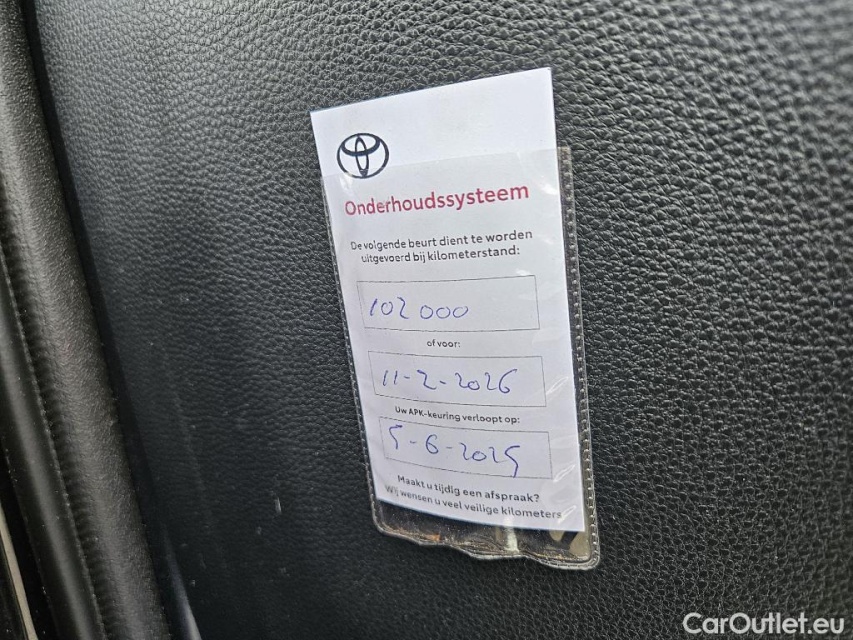 Onderhoudssysteem
De volgende beurt dient te worden
uitgevoerd bij kilometerstand:
102 000
of voor:
11-2-2026
Uw APK-keuring verloopt op:
5-6-2025
Maakt u tijdig een afspraak?
Wij wensen u veel veilige kilometers
CarOutlet.eu